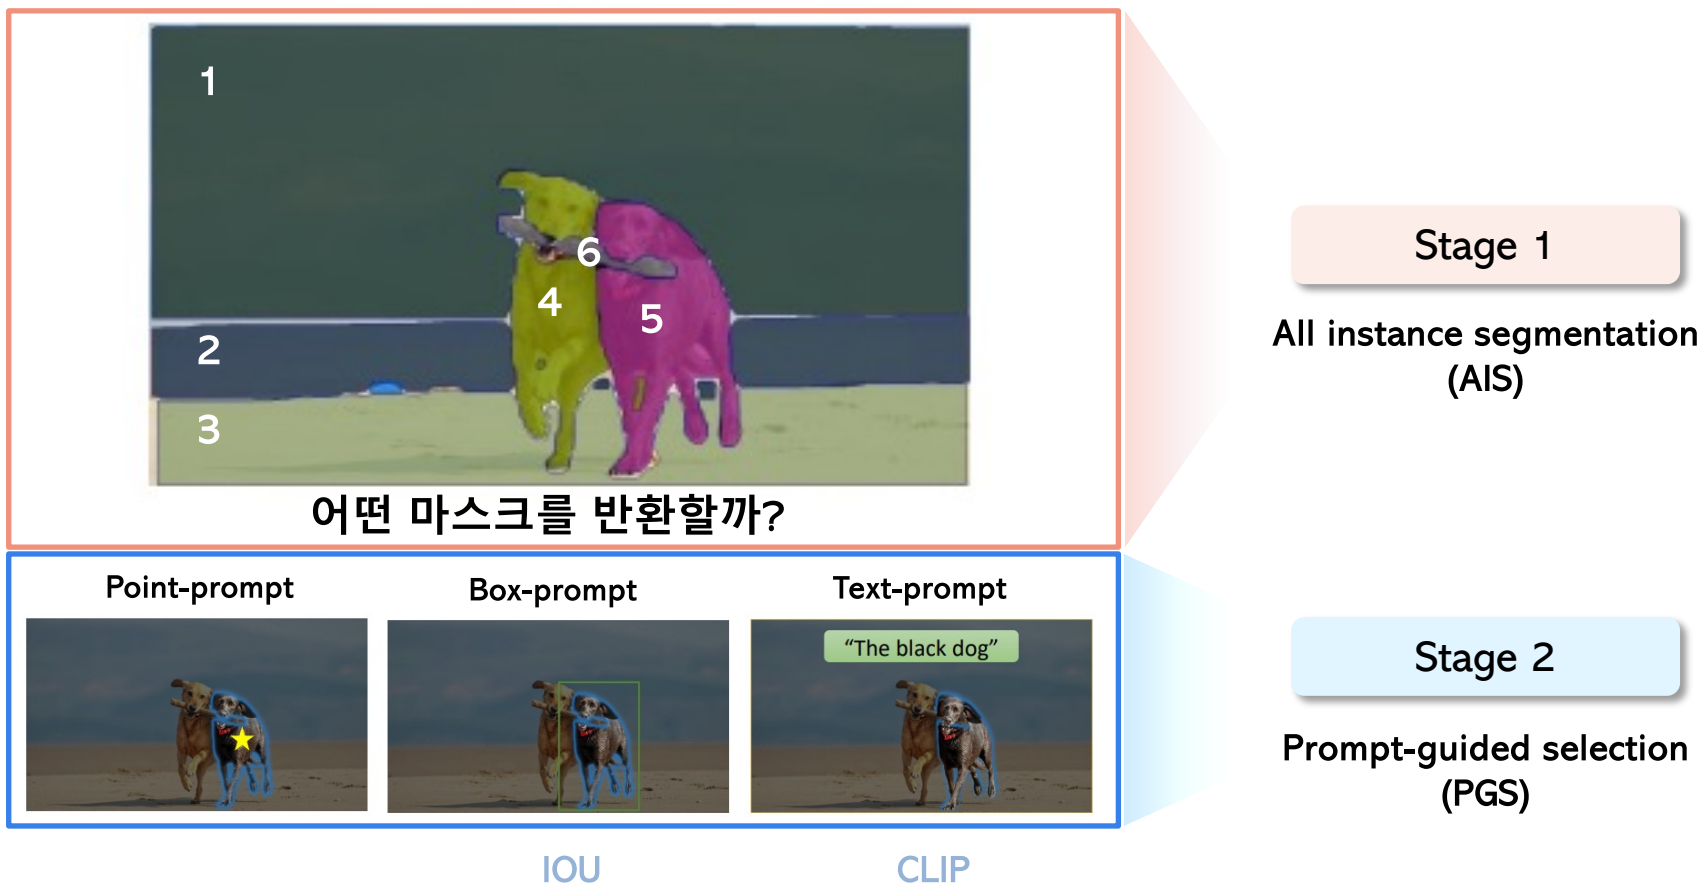 1
2
3
4
5
6
어떤 마스크를 반환할까?
Stage 1
All instance segmentation
(AIS)
Point-prompt
Box-prompt
Text-prompt
“The black dog”
Stage 2
Prompt-guided selection
(PGS)
IOU
CLIP